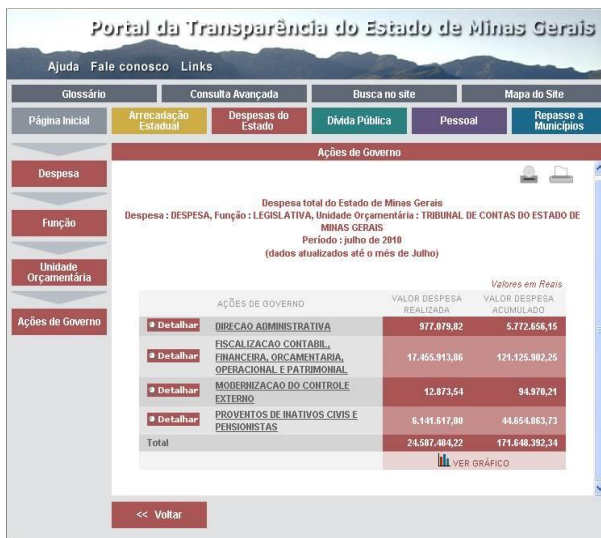 Portal da Transparência do Estado de Minas Gerais
Ajuda Fale conosco Links
Glossário Consulta Avançada Busca no site Mapa do Site
Página Inicial Arrecadação Estadual Despesas do Estado Dívida Pública Pessoal Repasse a Municípios
Ações de Governo
Despesa
Função
Unidade Orçamentária
Ações de Governo
Despesa total do Estado de Minas Gerais
Despesa : DESPESA, Função : LEGISLATIVA, Unidade Orçamentária : TRIBUNAL DE CONTAS DO ESTADO DE
MINAS GERAIS
Período : julho de 2010
(dados atualizados até o mês de Julho)
Valores em Reais
AÇÕES DE GOVERNO VALOR DESPESA REALIZADA VALOR DESPESA ACUMULADO
Detalhar DIRECAO ADMINISTRATIVA 977.079,82 5.772.656,15
Detalhar FISCALIZACAO CONTABIL, FINANCEIRA, ORCAMENTARIA, OPERACIONAL E PATRIMONIAL 17.455.913,86 121.125.902,25
Detalhar MODERNIZACAO DO CONTROLE EXTERNO 12.873,54 94.970,21
Detalhar PROVENTOS DE INATIVOS CIVIS E PENSIONISTAS 6.141.617,00 44.654.863,73
Total 24.587.484,22 171.648.392,34
VER GRÁFICO
<< Voltar